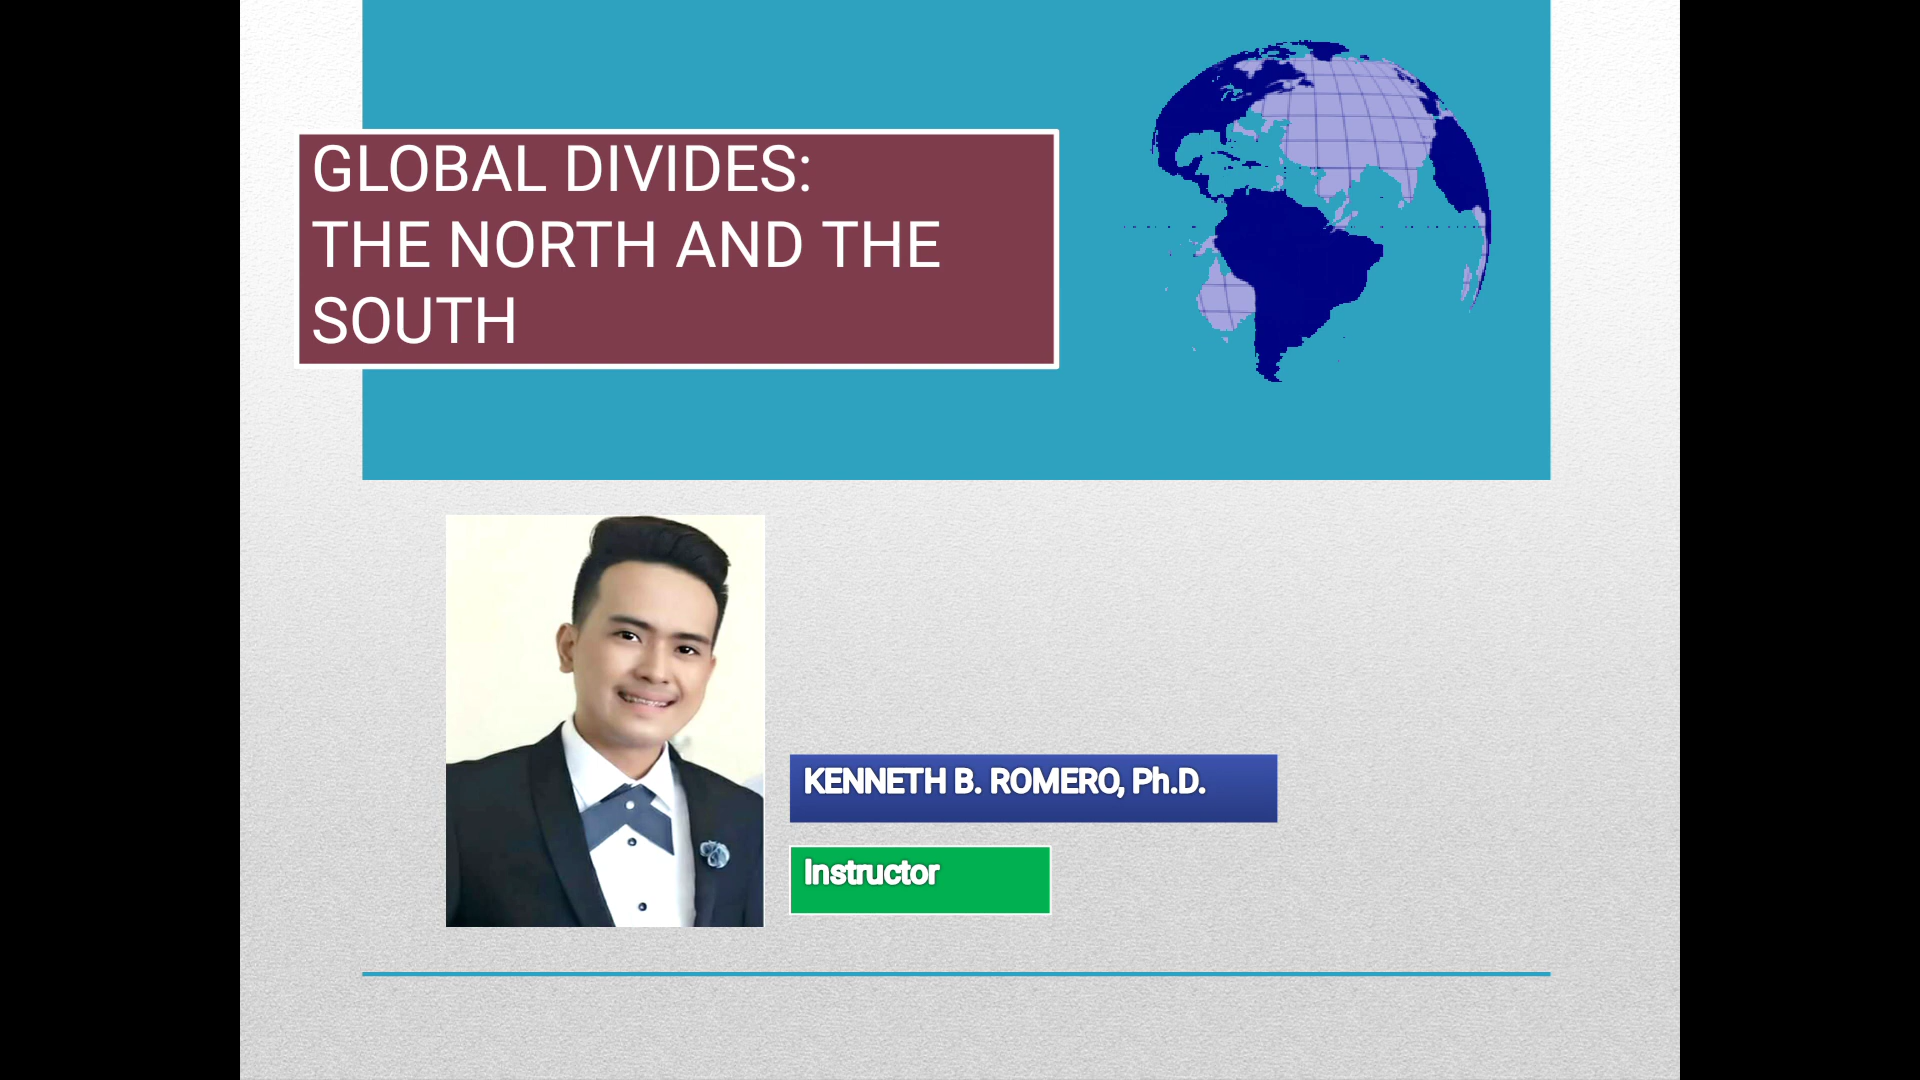 GLOBAL DIVIDES:
THE NORTH AND THE
SOUTH
KENNETH B. ROMERO, Ph.D.
Instructor